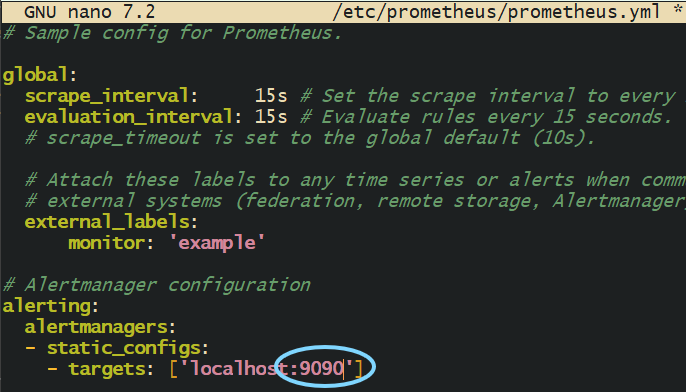 GNU nano 7.2 /etc/prometheus/prometheus.yml *
# Sample config for Prometheus.
global:
scrape_interval: 15s # Set the scrape interval to every
evaluation_interval: 15s # Evaluate rules every 15 seconds.
# scrape_timeout is set to the global default (10s).
# Attach these labels to any time series or alerts when comm
# external systems (federation, remote storage, Alertmanager
external_labels:
monitor: 'example'
# Alertmanager configuration
alerting:
alertmanagers:
- static_configs:
- targets: ['localhost:9090']